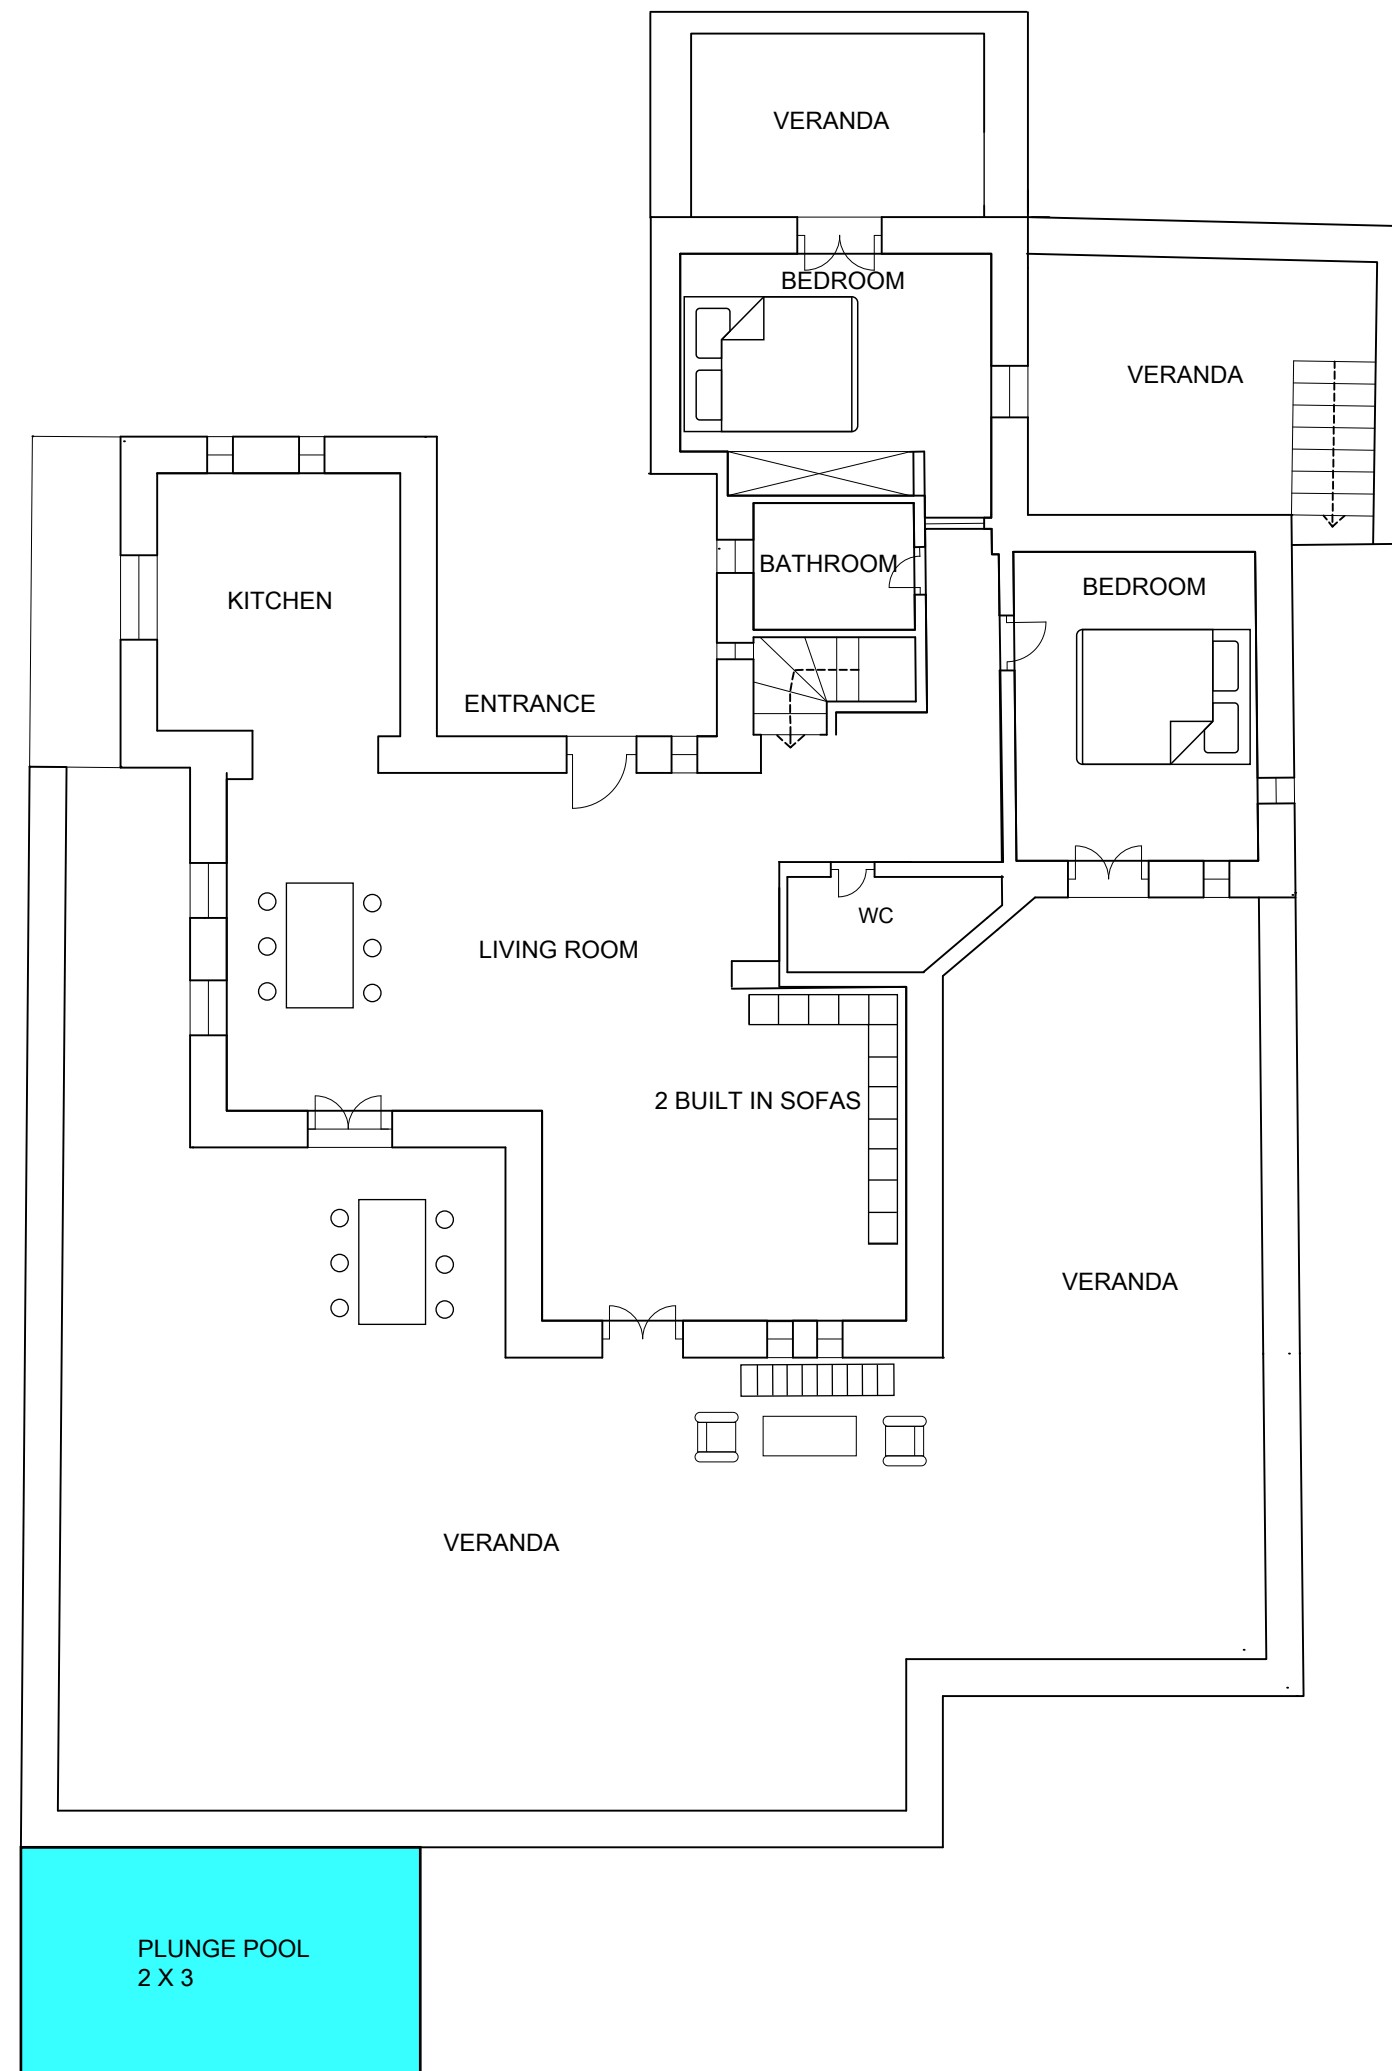 VERANDA
BEDROOM
VERANDA
BATHROOM
BEDROOM
KITCHEN
ENTRANCE
WC
LIVING ROOM
2 BUILT IN SOFAS
VERANDA
VERANDA
PLUNGE POOL
2 X 3